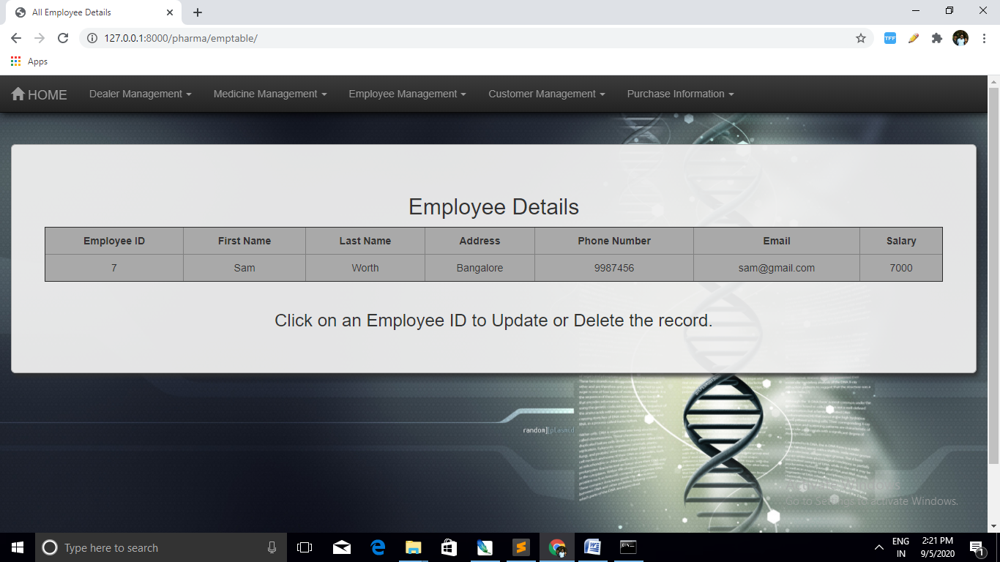 All Employee Details
127.0.0.1:8000/pharma/emptable/
TFF
Apps
HOME Dealer Management Medicine Management Employee Management Customer Management Purchase Information
Employee Details
Employee ID First Name Last Name Address Phone Number Email Salary
7 Sam Worth Bangalore 9987456 sam@gmail.com 7000
Click on an Employee ID to Update or Delete the record.
random]|plasmid
Activate Windows
Go to Settings to activate Windows.
Type here to search
ENG
IN
2:21 PM
9/5/2020
1